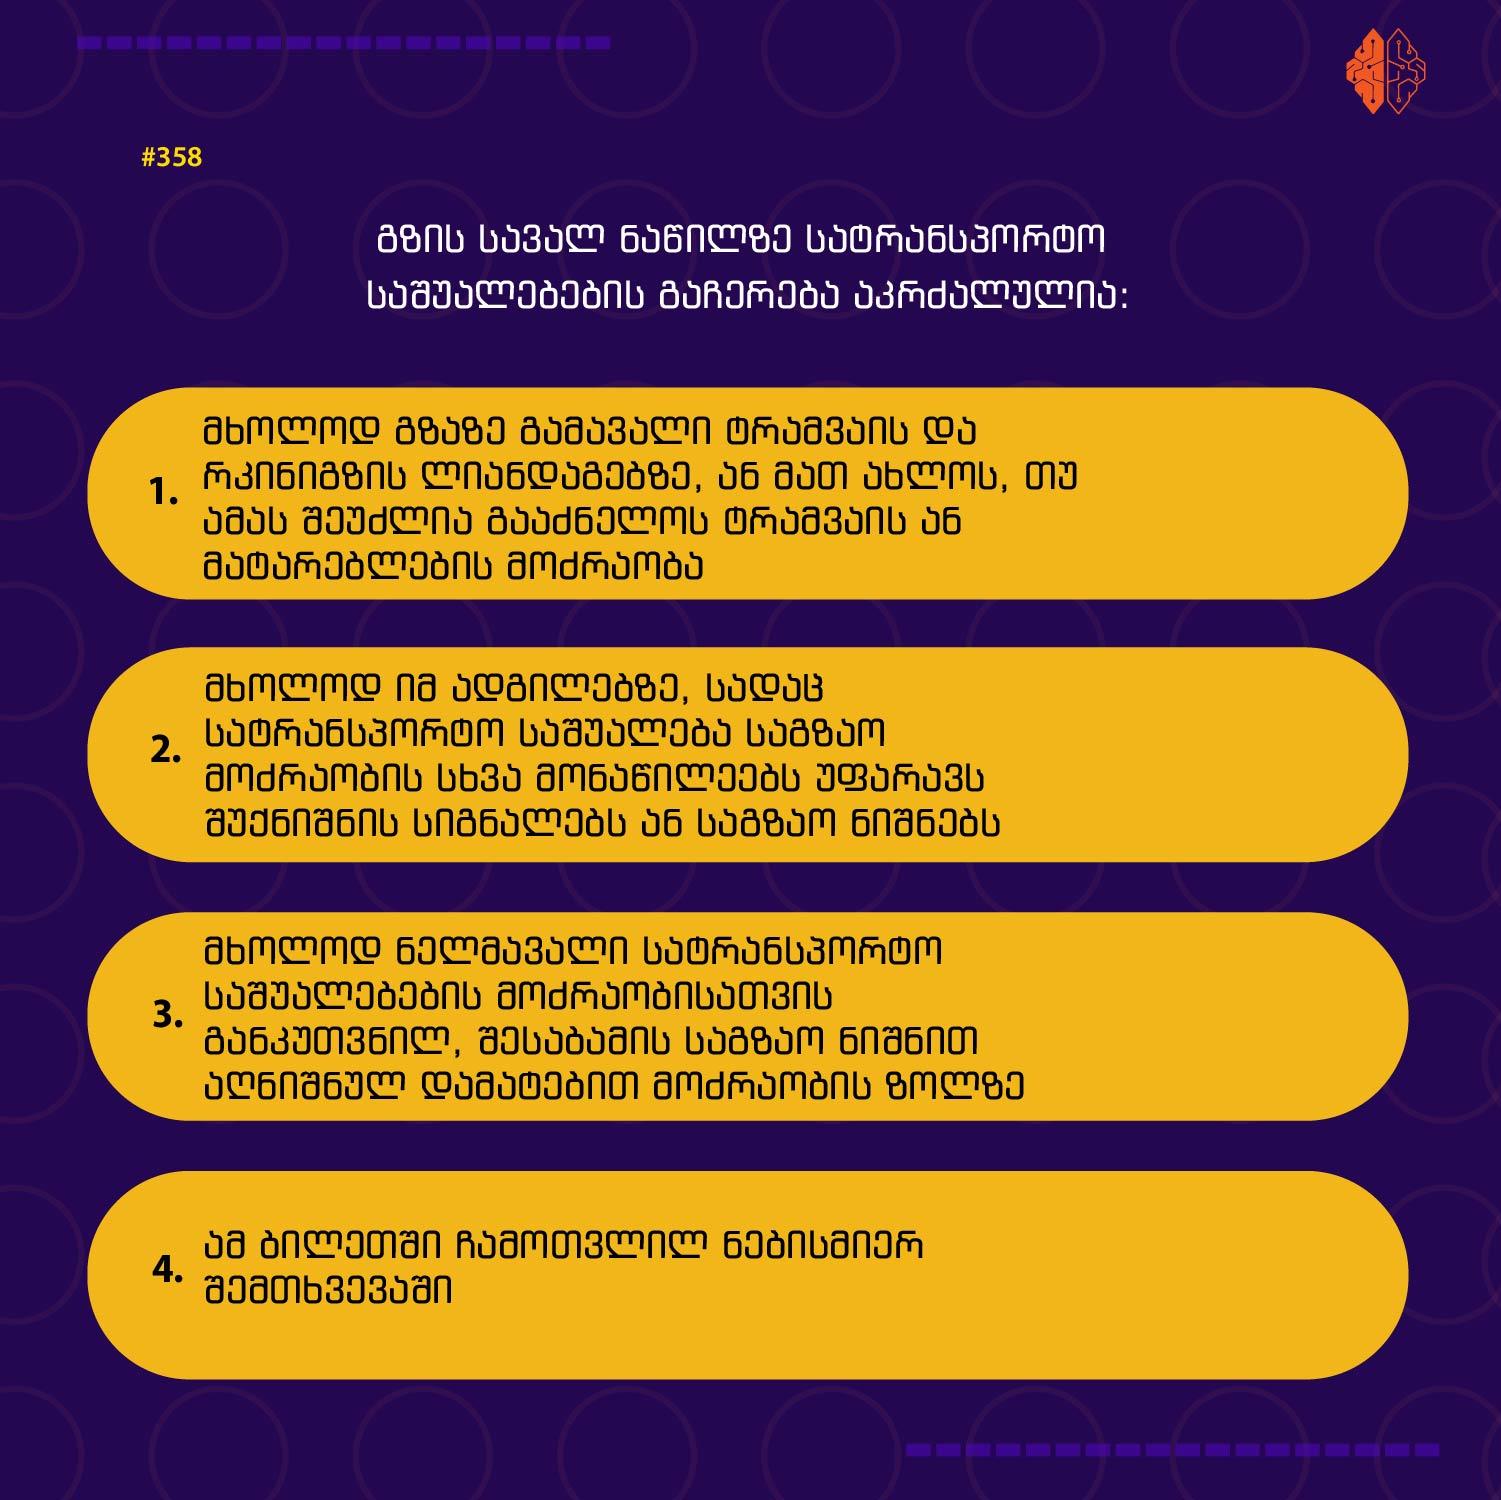 #358
გზის სავალ ნაწილზე სატრანსპორტო
საშუალებების გაჩერება აკრძალულია:
1. მხოლოდ გზაზე გამავალი ტრამვაის და
რკინიგზის ლიანდაგებზე, ან მათ ახლოს, თუ
ამას შეუძლია გააძნელოს ტრამვაის ან
მატარებლების მოძრაობა
2. მხოლოდ იმ ადგილებზე, სადაც
სატრანსპორტო საშუალება საგზაო
მოძრაობის სხვა მონაწილეებს უფარავს
შუქნიშნის სიგნალებს ან საგზაო ნიშნებს
3. მხოლოდ ნელმავალი სატრანსპორტო
საშუალებების მოძრაობისათვის
განკუთვნილ, შესაბამის საგზაო ნიშნით
აღნიშნულ დამატებით მოძრაობის ზოლზე
4. ამ ბილეთში ჩამოთვლილ ნებისმიერ
შემთხვევაში